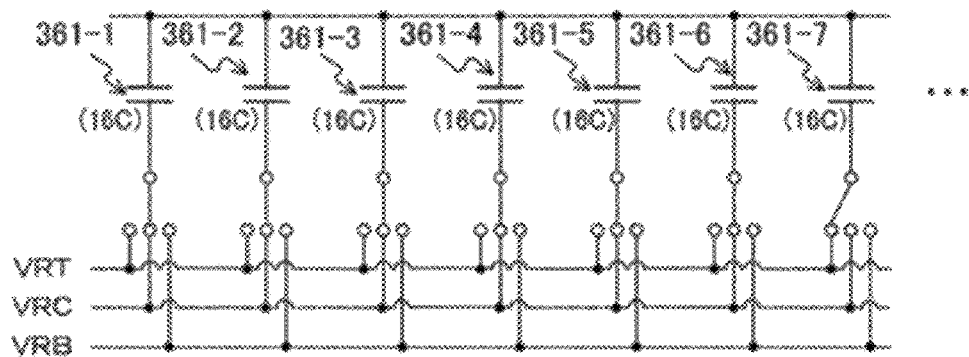 361-1 361-2 361-3 361-4 361-5 361-6 361-7
...
(16C) (16C) (16C) (16C) (16C) (16C) (16C)
VRT
VRC
VRB